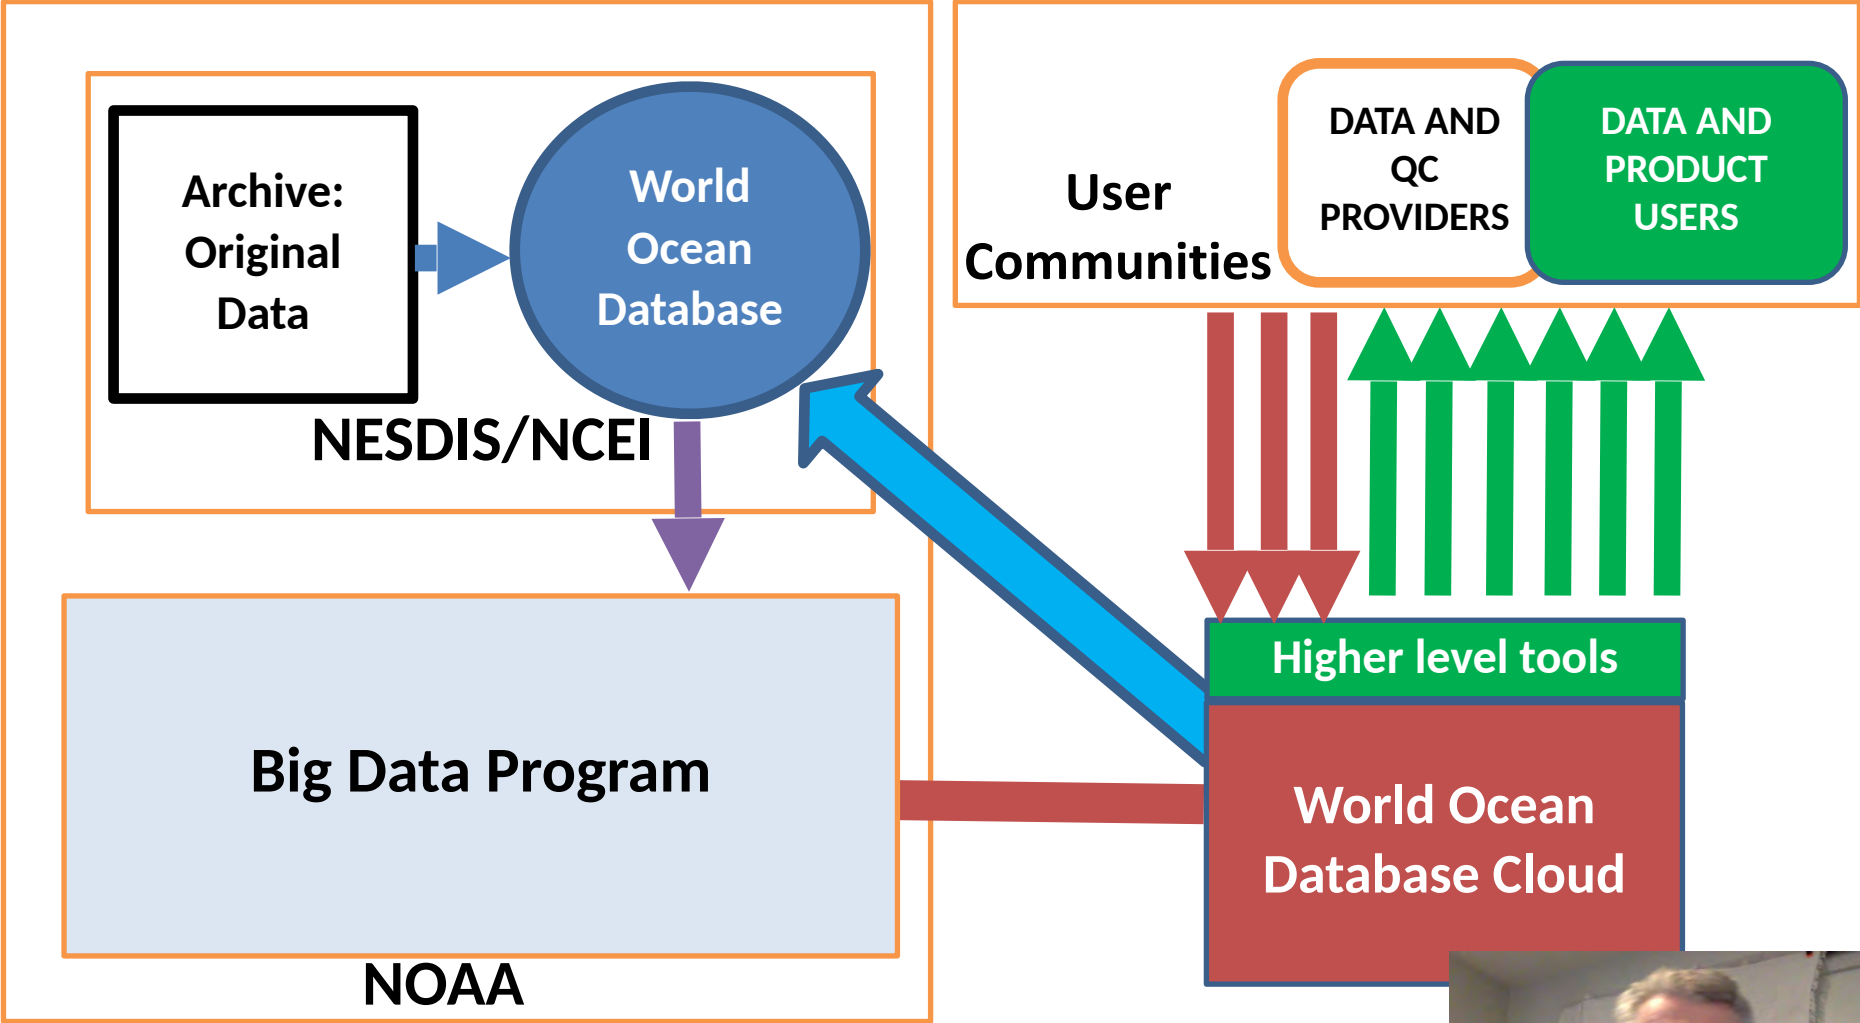 Archive:
Original
Data
World
Ocean
Database
NESDIS/NCEI
Big Data Program
NOAA
User
Communities
DATA AND
QC
PROVIDERS
DATA AND
PRODUCT
USERS
Higher level tools
World Ocean
Database Cloud